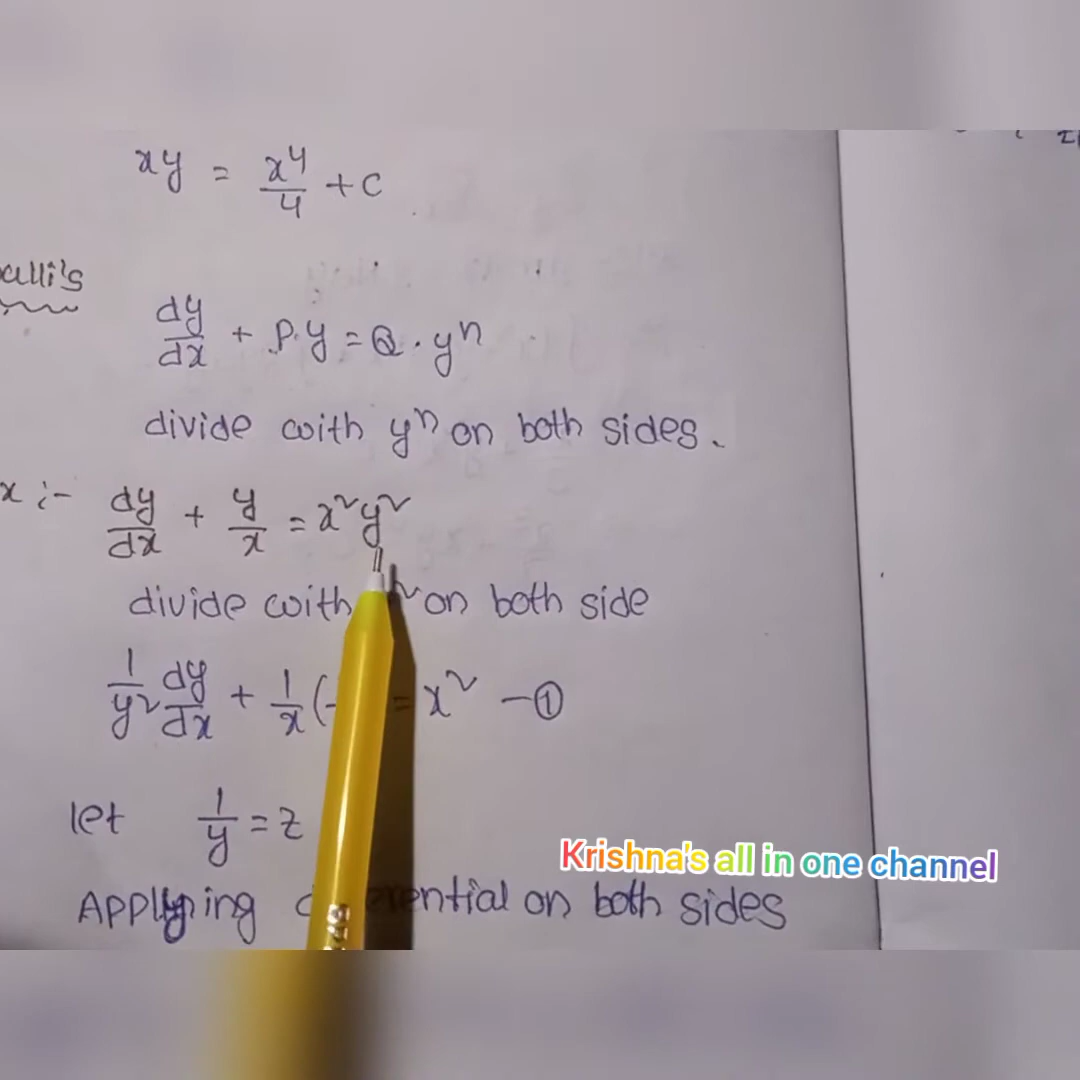 xy = x⁴/4 + c
alli's
dy/dx + P.y = Q . yⁿ
divide with yⁿ on both sides.
x :- dy/dx + y/x = x²y²
divide with ² on both side
1/y² dy/dx + 1/x ( = x² - ①
let 1/y = z
Krishna's all in one channel
Applying erential on both sides